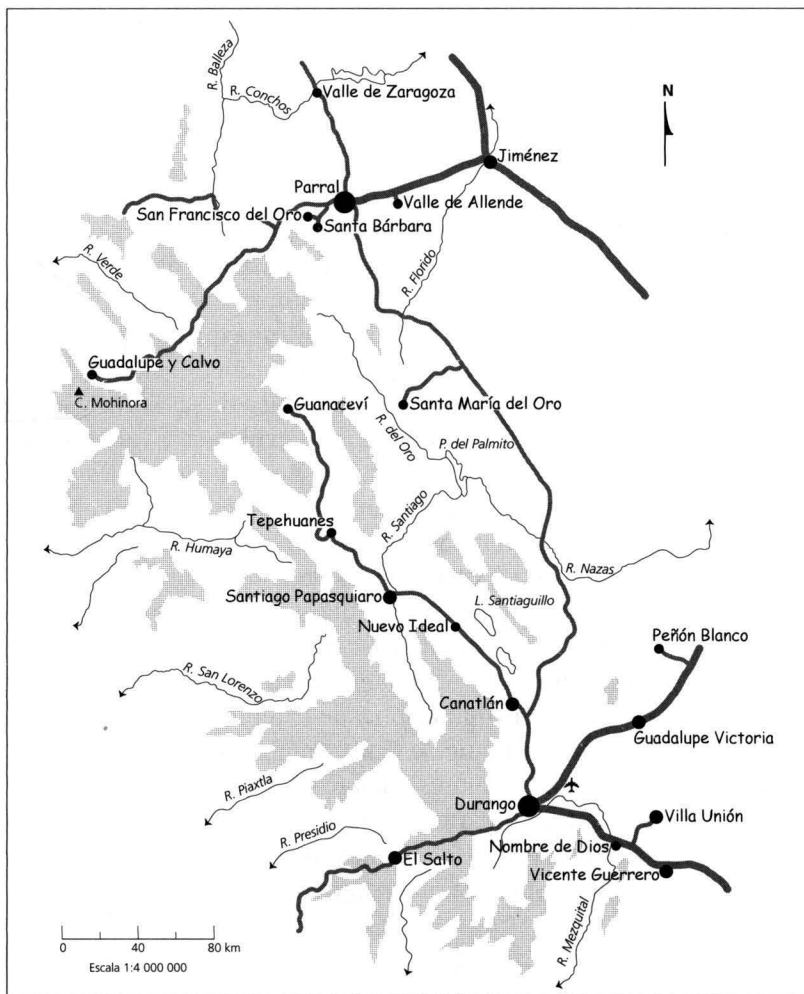 R. Balleza
R. Conchos
Valle de Zaragoza
N
Jiménez
Parral
Valle de Allende
San Francisco del Oro
Santa Bárbara
R. Verde
R. Florido
Guadalupe y Calvo
C. Mohinora
Guanaceví
Santa María del Oro
R. del Oro
P. del Palmito
R. Santiago
Tepehuanes
R. Humaya
R. Nazas
Santiago Papasquiaro
L. Santiaguillo
Nuevo Ideal
Peñón Blanco
R. San Lorenzo
Canatlán
Guadalupe Victoria
R. Piaxtla
Durango
Villa Unión
R. Presidio
Nombre de Dios
El Salto
Vicente Guerrero
R. Mezquital
0 40 80 km
Escala 1:4 000 000